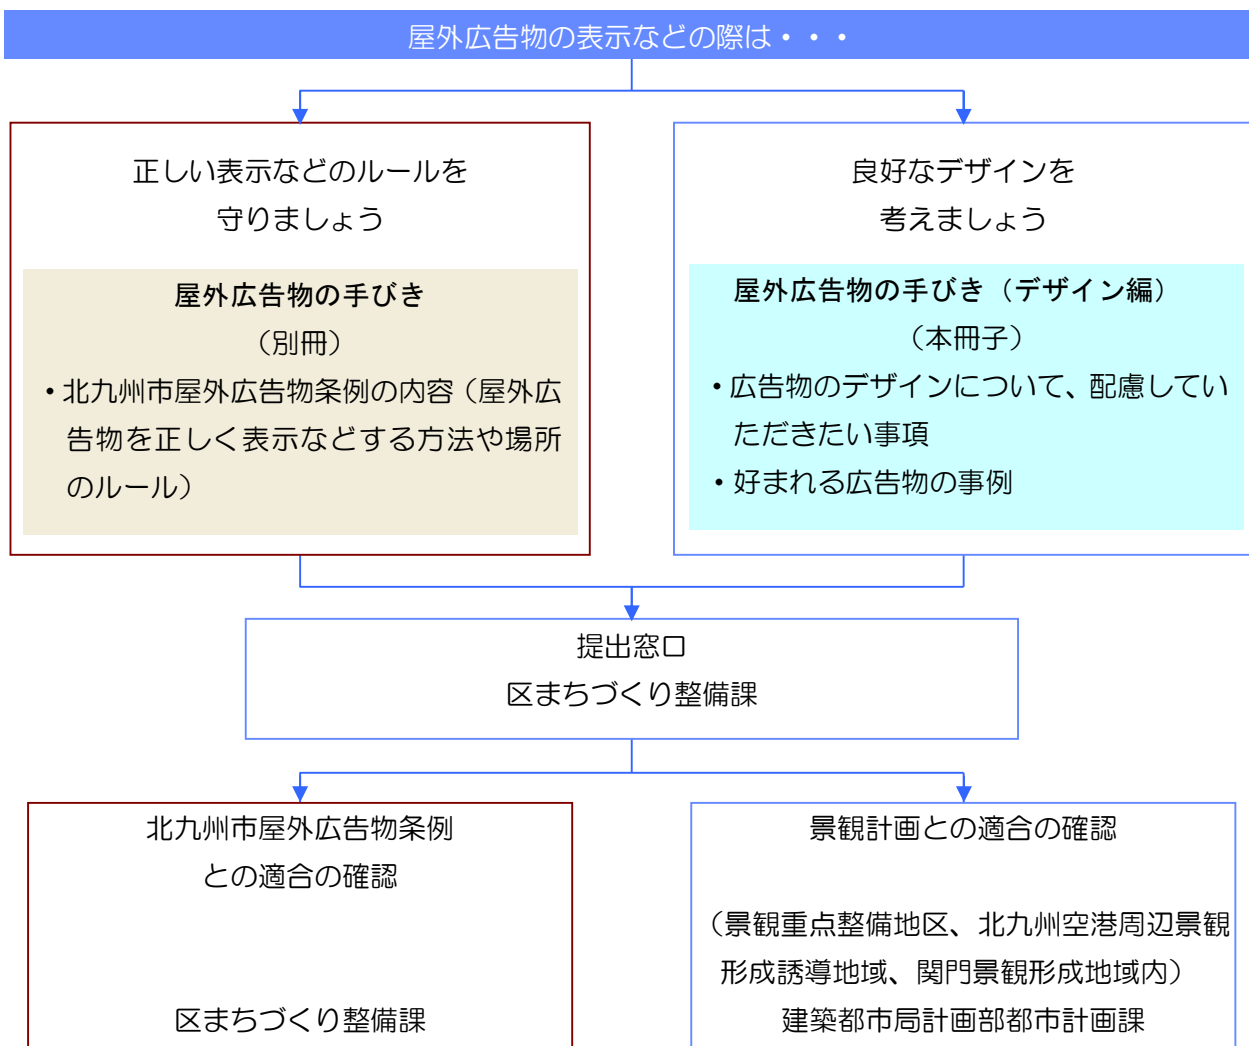 屋外広告物の表示などの際は・・・
正しい表示などのルールを
守りましょう
屋外広告物の手びき
（別冊）
・北九州市屋外広告物条例の内容（屋外広
告物を正しく表示などする方法や場所
のルール）
良好なデザインを
考えましょう
屋外広告物の手びき（デザイン編）
（本冊子）
・広告物のデザインについて、配慮してい
ただきたい事項
・好まれる広告物の事例
提出窓口
区まちづくり整備課
北九州市屋外広告物条例
との適合の確認
区まちづくり整備課
景観計画との適合の確認
（景観重点整備地区、北九州空港周辺景観
形成誘導地域、関門景観形成地域内）
建築都市局計画部都市計画課